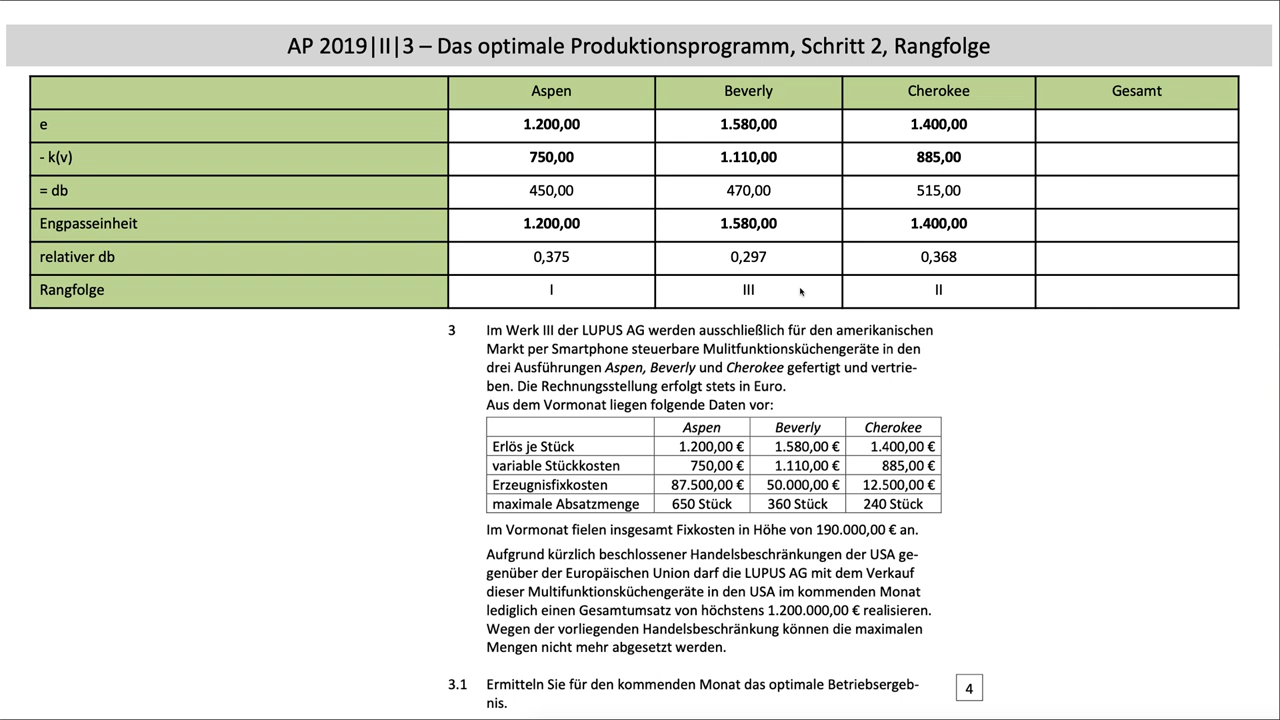 AP 2019|II|3 – Das optimale Produktionsprogramm, Schritt 2, Rangfolge
Aspen Beverly Cherokee Gesamt
e 1.200,00 1.580,00 1.400,00
- k(v) 750,00 1.110,00 885,00
= db 450,00 470,00 515,00
Engpasseinheit 1.200,00 1.580,00 1.400,00
relativer db 0,375 0,297 0,368
Rangfolge I III II
3 Im Werk III der LUPUS AG werden ausschließlich für den amerikanischen
Markt per Smartphone steuerbare Mulitfunktionsküchengeräte in den
drei Ausführungen Aspen, Beverly und Cherokee gefertigt und vertrie-
ben. Die Rechnungsstellung erfolgt stets in Euro.
Aus dem Vormonat liegen folgende Daten vor:
Aspen Beverly Cherokee
Erlös je Stück 1.200,00 € 1.580,00 € 1.400,00 €
variable Stückkosten 750,00 € 1.110,00 € 885,00 €
Erzeugnisfixkosten 87.500,00 € 50.000,00 € 12.500,00 €
maximale Absatzmenge 650 Stück 360 Stück 240 Stück
Im Vormonat fielen insgesamt Fixkosten in Höhe von 190.000,00 € an.
Aufgrund kürzlich beschlossener Handelsbeschränkungen der USA ge-
genüber der Europäischen Union darf die LUPUS AG mit dem Verkauf
dieser Multifunktionsküchengeräte in den USA im kommenden Monat
lediglich einen Gesamtumsatz von höchstens 1.200.000,00 € realisieren.
Wegen der vorliegenden Handelsbeschränkung können die maximalen
Mengen nicht mehr abgesetzt werden.
3.1 Ermitteln Sie für den kommenden Monat das optimale Betriebsergeb- 4
nis.